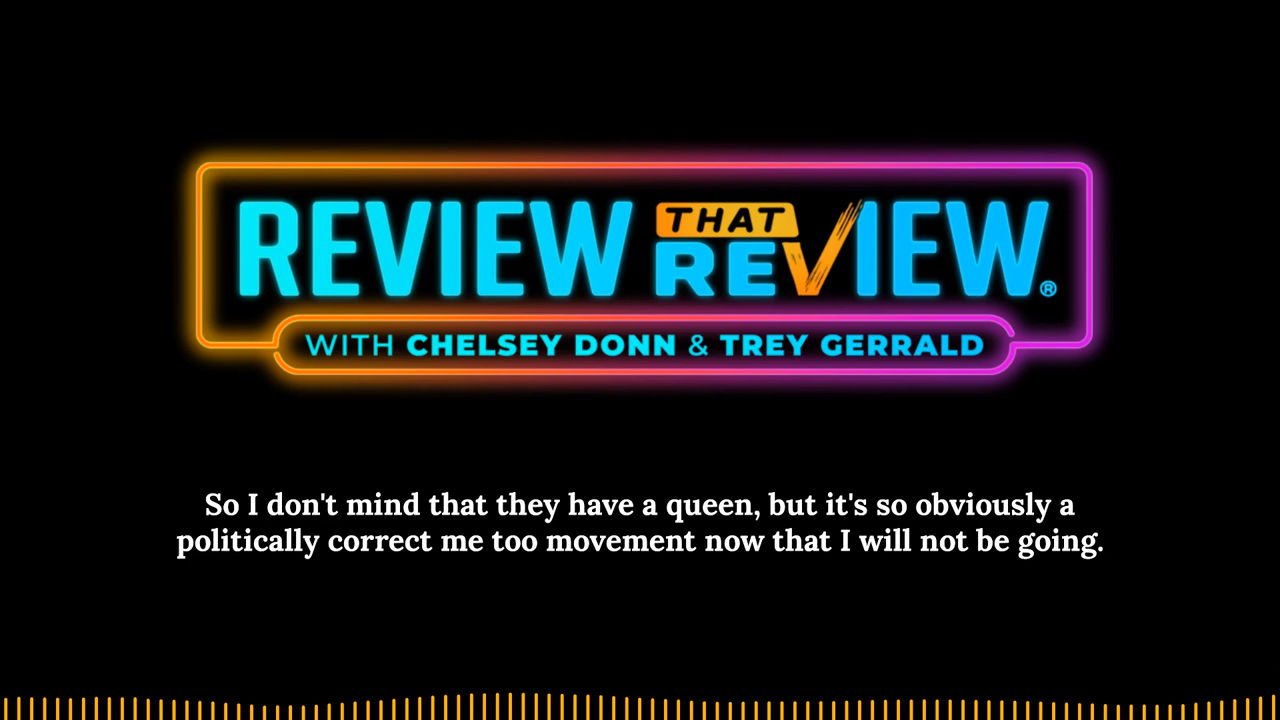 REVIEW THAT REVIEW®
WITH CHELSEY DONN & TREY GERRALD
So I don't mind that they have a queen, but it's so obviously a
politically correct me too movement now that I will not be going.